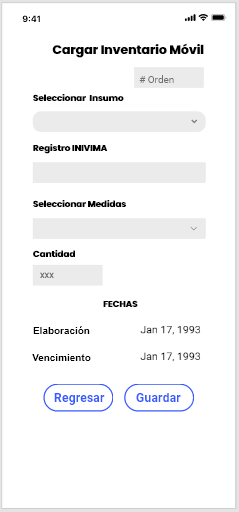 9:41
Cargar Inventario Móvil
# Orden
Seleccionar Insumo
Registro INIVIMA
Seleccionar Medidas
Cantidad
xxx
FECHAS
Elaboración Jan 17, 1993
Vencimiento Jan 17, 1993
Regresar Guardar